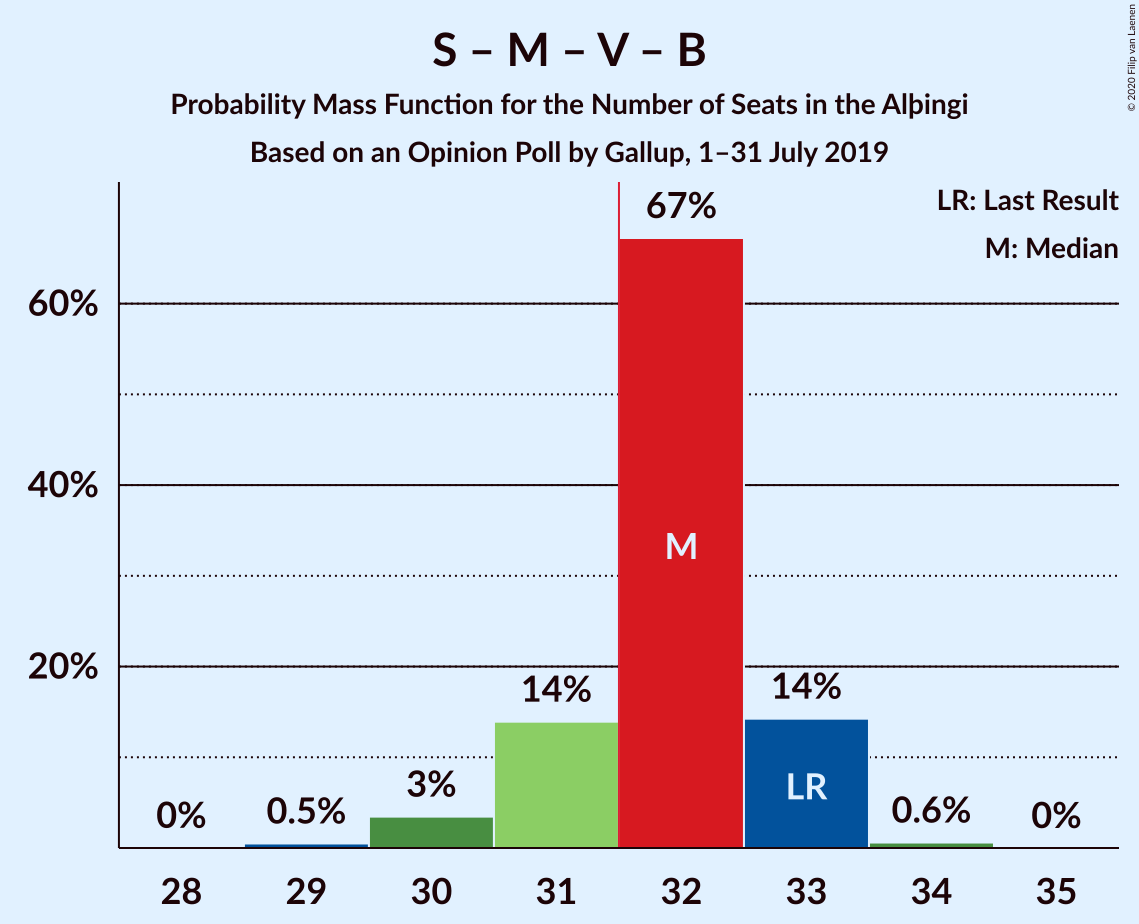 S – M – V – B
Probability Mass Function for the Number of Seats in the Alþingi
Based on an Opinion Poll by Gallup, 1–31 July 2019
© 2020 Filip van Laenen
LR: Last Result
M: Median
67%
60%
40%
20%
M
14%
14%
LR
3%
0%
0.5%
0.6%
0%
28 29 30 31 32 33 34 35